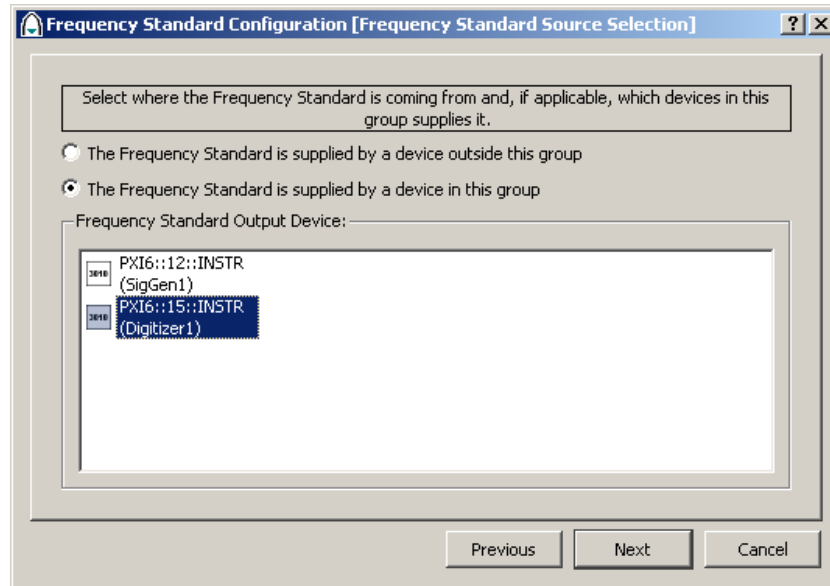 Frequency Standard Configuration [Frequency Standard Source Selection]
Select where the Frequency Standard is coming from and, if applicable, which devices in this
group supplies it.
The Frequency Standard is supplied by a device outside this group
The Frequency Standard is supplied by a device in this group
Frequency Standard Output Device:
3010
PXI6::12::INSTR
(SigGen1)
3010
PXI6::15::INSTR
(Digitizer1)
Previous
Next
Cancel